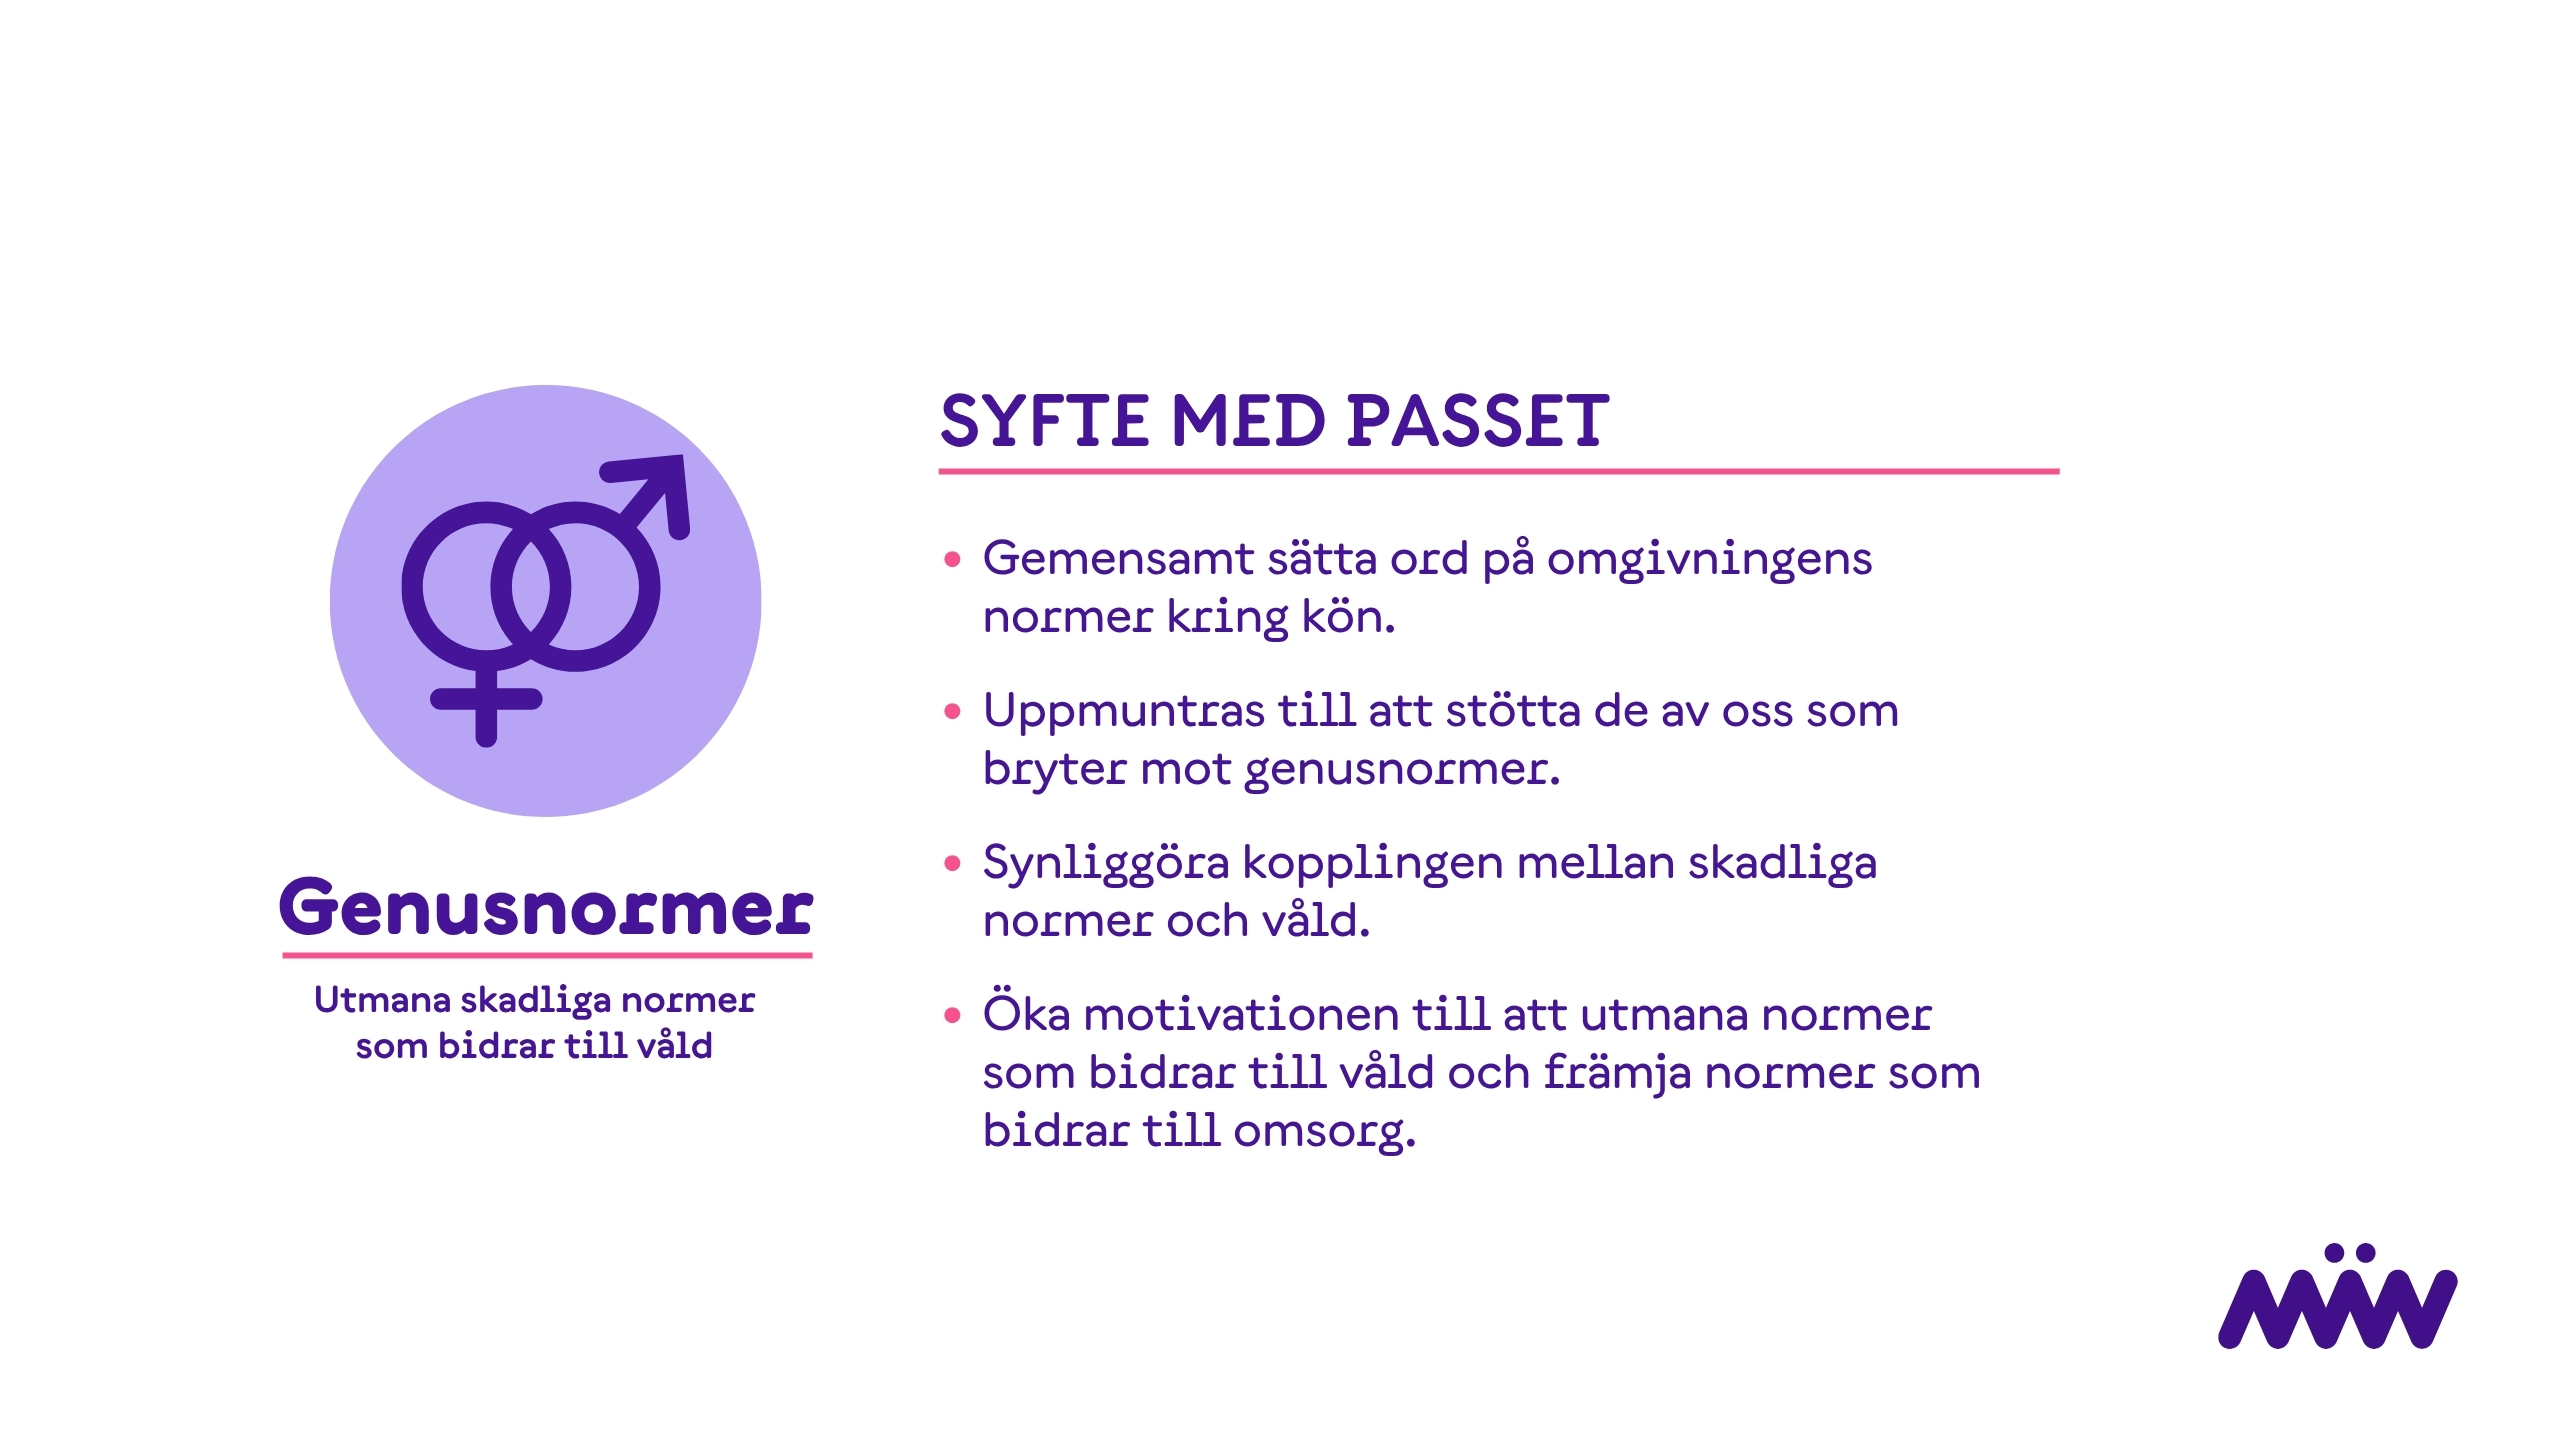 Genusnormer
Utmana skadliga normer
som bidrar till våld
SYFTE MED PASSET
• Gemensamt sätta ord på omgivningens
normer kring kön.
• Uppmuntras till att stötta de av oss som
bryter mot genusnormer.
• Synliggöra kopplingen mellan skadliga
normer och våld.
• Öka motivationen till att utmana normer
som bidrar till våld och främja normer som
bidrar till omsorg.
MÄN